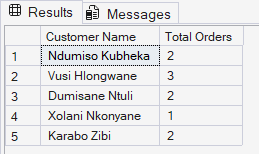 Results Messages
Customer Name Total Orders
1 Ndumiso Kubheka 2
2 Vusi Hlongwane 3
3 Dumisane Ntuli 2
4 Xolani Nkonyane 1
5 Karabo Zibi 2